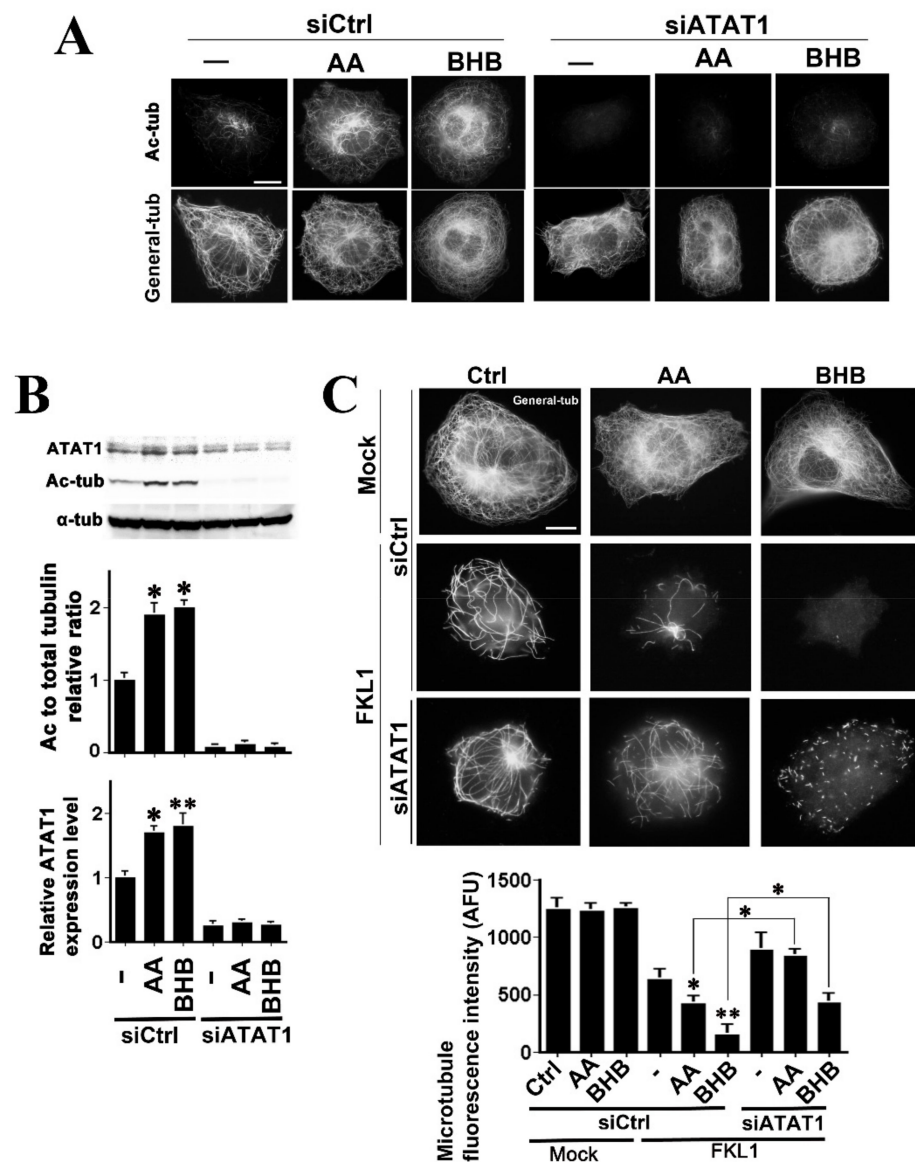 A
siCtrl
siATAT1
—
AA
BHB
—
AA
BHB
Ac-tub
General-tub
B
ATAT1
Ac-tub
α-tub
Ac to total tubulin
relative ratio
2
1
0
*
*
Relative ATAT1
expression level
2
1
0
*
**
-
AA
BHB
siCtrl
siATAT1
C
Ctrl
AA
BHB
General-tub
Mock
siCtrl
FKL1
siATAT1
Microtubule
fluorescence intensity (AFU)
1500
1000
500
0
*
**
*
*
Ctrl
AA
BHB
-
AA
BHB
-
AA
BHB
siCtrl
siATAT1
Mock
FKL1